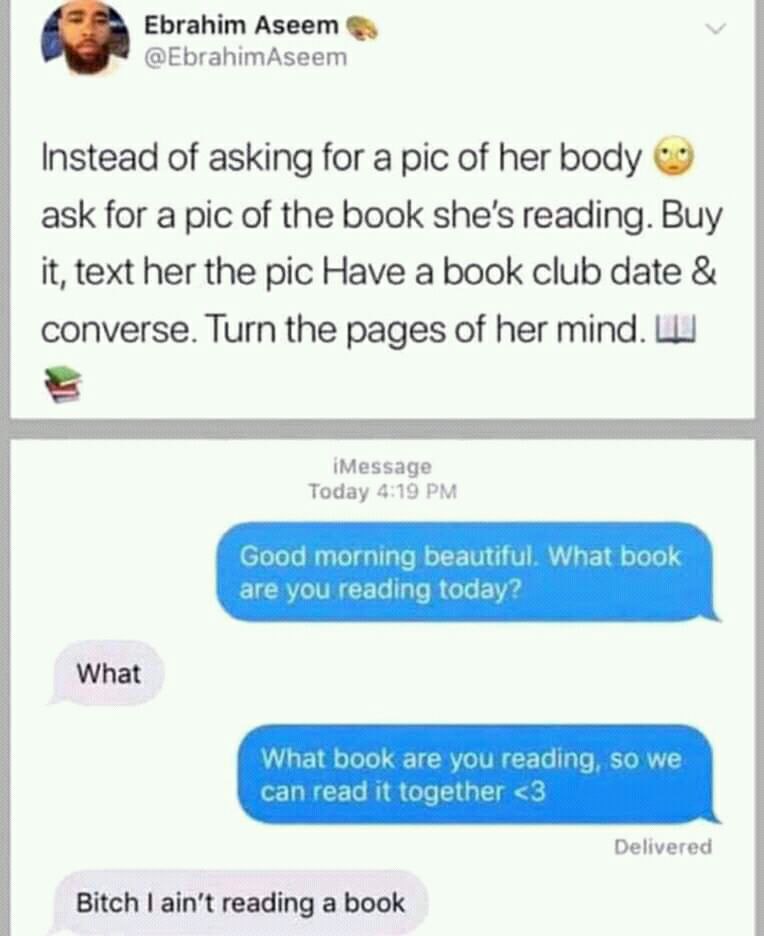 Ebrahim Aseem 🎨
@EbrahimAseem
Instead of asking for a pic of her body 🙄
ask for a pic of the book she's reading. Buy
it, text her the pic Have a book club date &
converse. Turn the pages of her mind. 📖
📚
iMessage
Today 4:19 PM
Good morning beautiful. What book
are you reading today?
What
What book are you reading, so we
can read it together <3
Delivered
Bitch I ain't reading a book